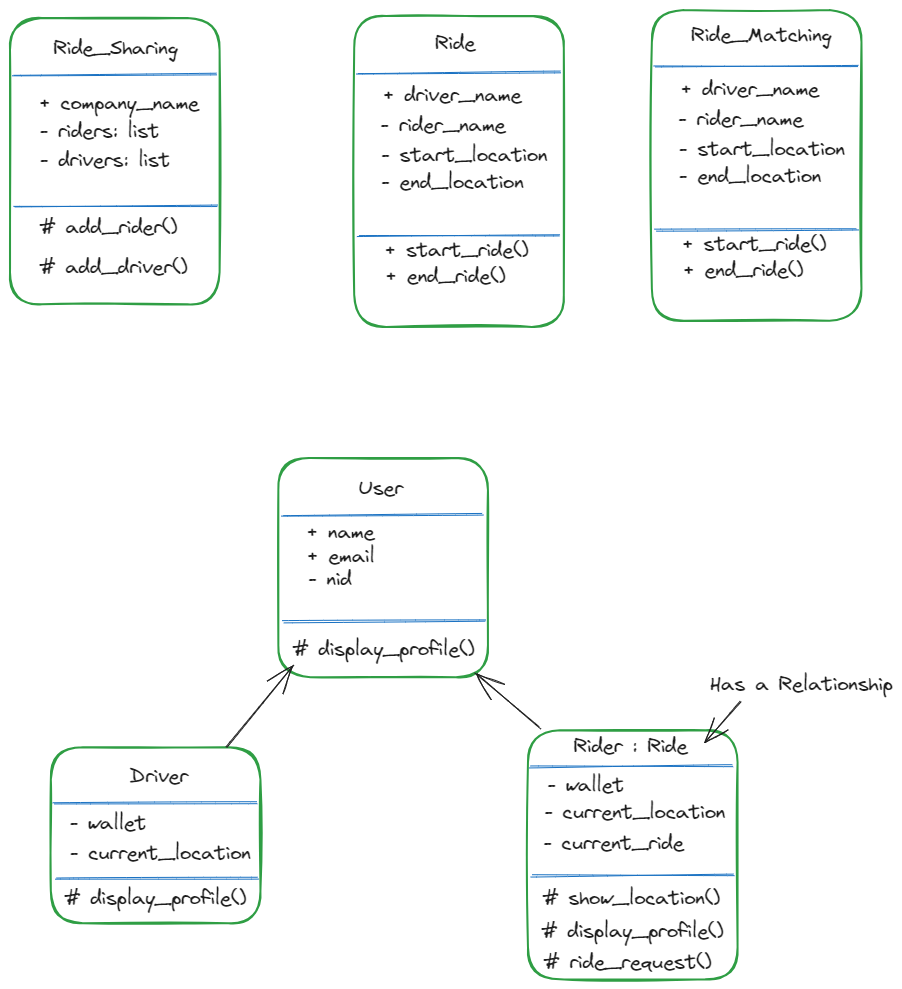 Ride_Sharing
+ company_name
- riders: list
- drivers: list
# add_rider()
# add_driver()
Ride
+ driver_name
- rider_name
- start_location
- end_location
+ start_ride()
+ end_ride()
Ride_Matching
+ driver_name
- rider_name
- start_location
- end_location
+ start_ride()
+ end_ride()
User
+ name
+ email
- nid
# display_profile()
Driver
- wallet
- current_location
# display_profile()
Has a Relationship
Rider : Ride
- wallet
- current_location
- current_ride
# show_location()
# display_profile()
# ride_request()